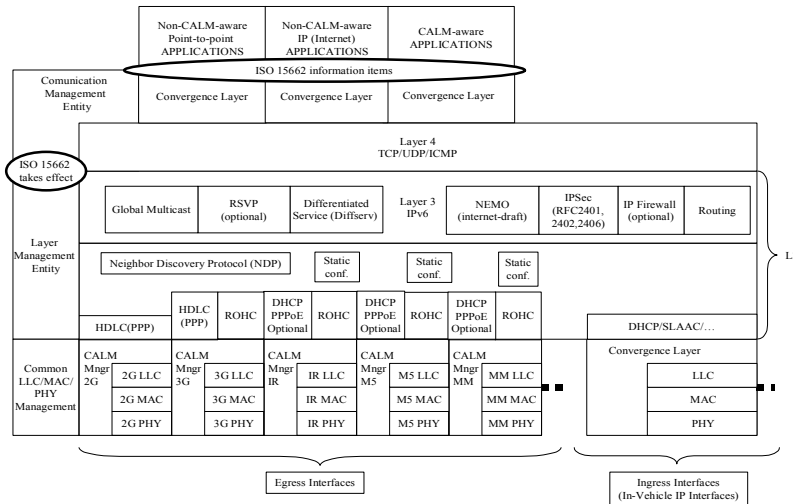 Non-CALM-aware
Point-to-point
APPLICATIONS
Non-CALM-aware
IP (Internet)
APPLICATIONS
CALM-aware
APPLICATIONS
ISO 15662 information items
Comunication
Management
Entity
Convergence Layer
Convergence Layer
Convergence Layer
Layer 4
TCP/UDP/ICMP
ISO 15662
takes effect
Global Multicast
RSVP
(optional)
Differentiated
Service (Diffserv)
Layer 3
IPv6
NEMO
(internet-draft)
IPSec
(RFC2401,
2402,2406)
IP Firewall
(optional)
Routing
Layer
Management
Entity
Neighbor Discovery Protocol (NDP)
Static
conf.
Static
conf.
Static
conf.
L
HDLC(PPP)
HDLC
(PPP)
ROHC
DHCP
PPPoE
Optional
ROHC
DHCP
PPPoE
Optional
ROHC
DHCP
PPPoE
Optional
ROHC
DHCP/SLAAC/…
Common
LLC/MAC/
PHY
Management
CALM
Mngr
2G
2G LLC
2G MAC
2G PHY
CALM
Mngr
3G
3G LLC
3G MAC
3G PHY
CALM
Mngr
IR
IR LLC
IR MAC
IR PHY
CALM
Mngr
M5
M5 LLC
M5 MAC
M5 PHY
CALM
Mngr
MM
MM LLC
MM MAC
MM PHY
Convergence Layer
LLC
MAC
PHY
Egress Interfaces
Ingress Interfaces
(In-Vehicle IP Interfaces)